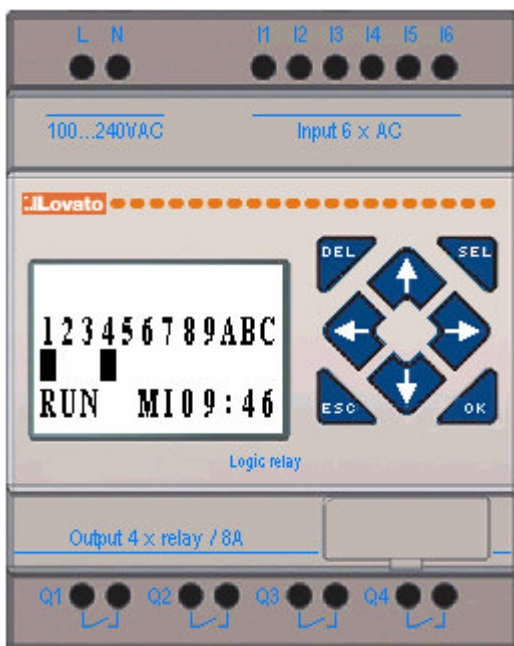 L N I1 I2 I3 I4 I5 I6
100...240VAC Input 6 x AC
Lovato
DEL SEL
123456789ABC
RUN MI09:46
ESC OK
Logic relay
Output 4 x relay / 8A
Q1 Q2 Q3 Q4